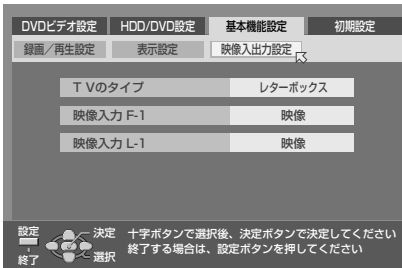 DVDビデオ設定 HDD/DVD設定 基本機能設定 初期設定
録画／再生設定 表示設定 映像入出力設定
TVのタイプ レターボックス
映像入力 F-1 映像
映像入力 L-1 映像
設定 決定 十字ボタンで選択後、決定ボタンで決定してください
終了 選択 終了する場合は、設定ボタンを押してください